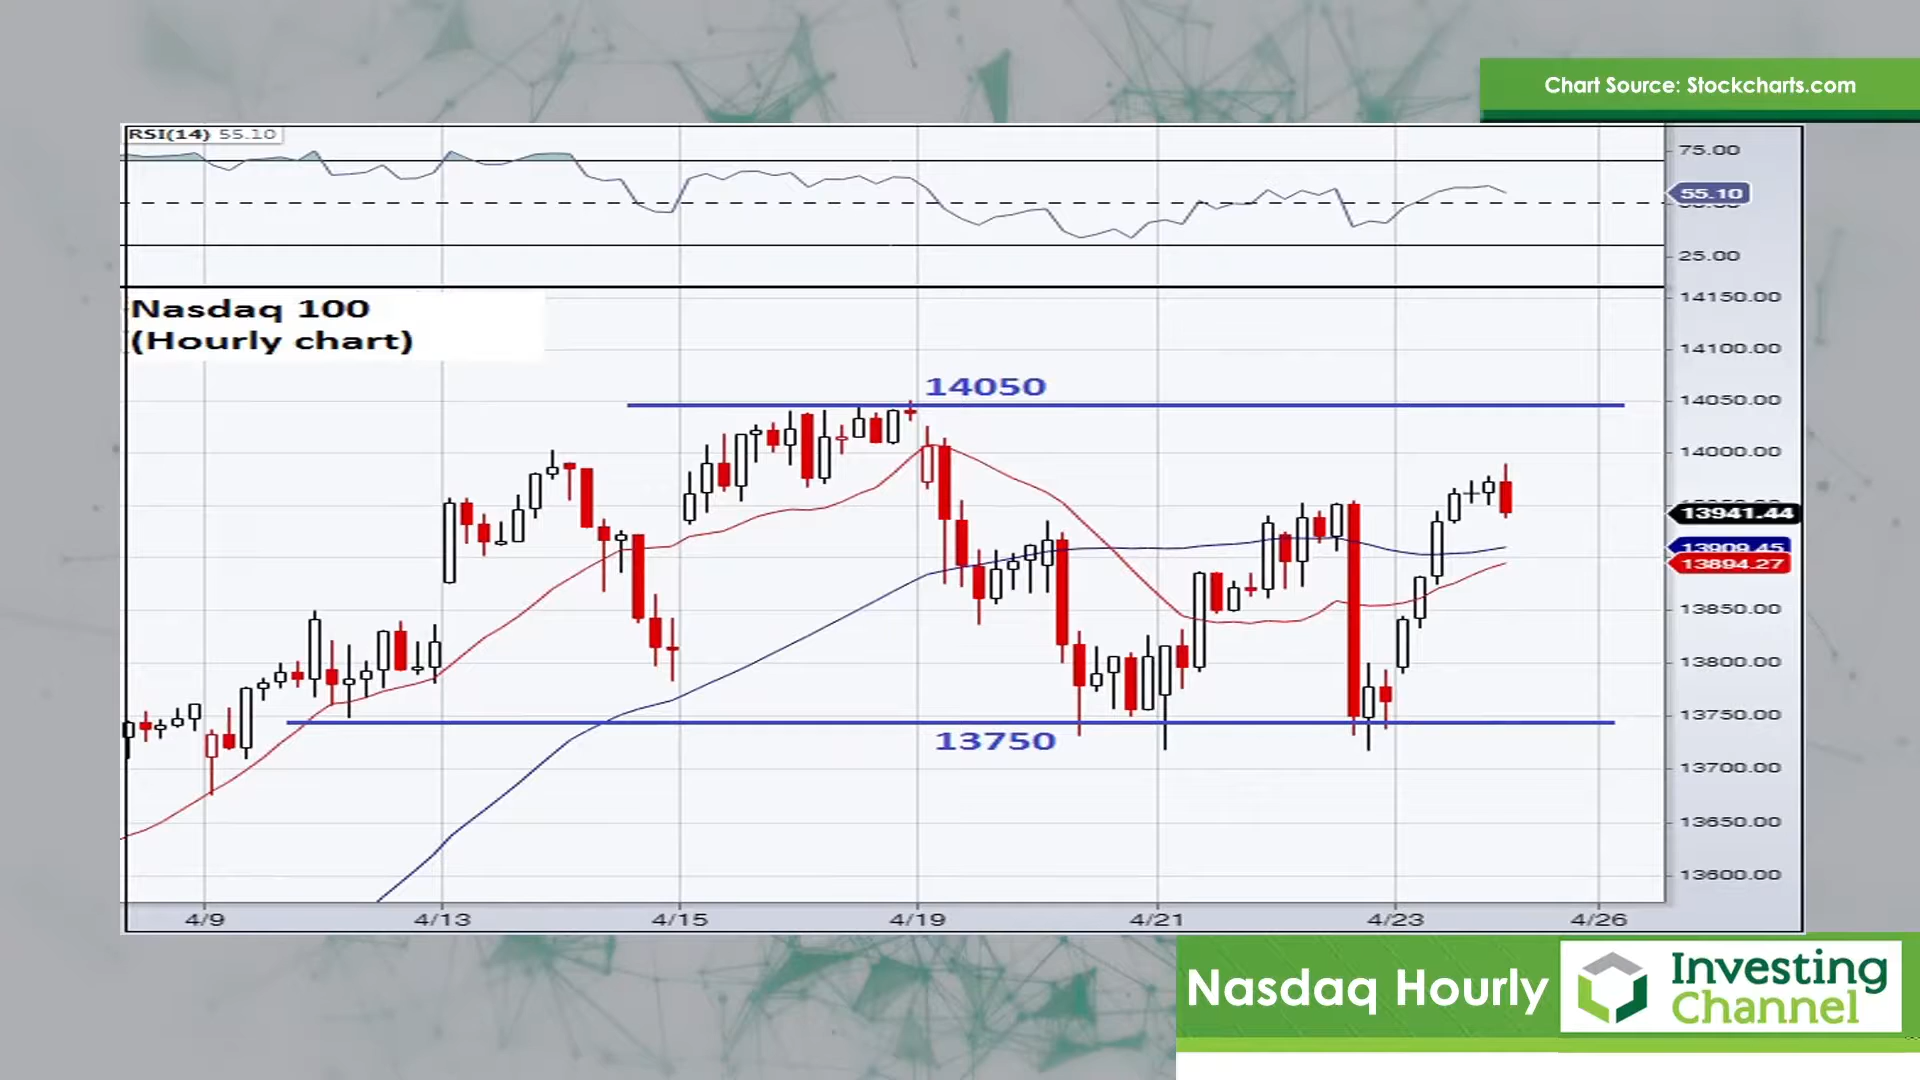 Chart Source: Stockcharts.com
RSI(14) 55.10
75.00
55.10
25.00
Nasdaq 100
(Hourly chart)
14150.00
14100.00
14050
14050.00
14000.00
13941.44
13909.45
13894.27
13850.00
13800.00
13750.00
13750
13700.00
13650.00
13600.00
4/9 4/13 4/15 4/19 4/21 4/23 4/26
Nasdaq Hourly
Investing
Channel